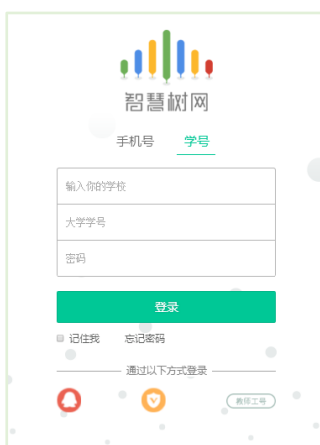 智慧树网
手机号 学号
输入你的学校
大学学号
密码
登录
记住我 忘记密码
通过以下方式登录
教师工号